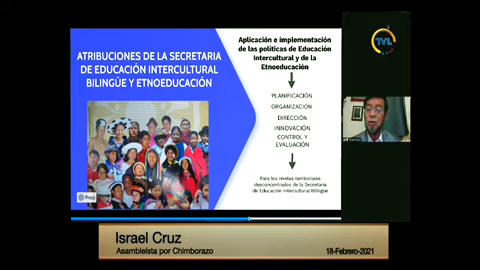 ATRIBUCIONES DE LA SECRETARIA
DE EDUCACIÓN INTERCULTURAL
BILINGÜE Y ETNOEDUCACIÓN
Aplicación e implementación
de las políticas de Educación
Intercultural y de la
Etnoeducación
PLANIFICACIÓN
ORGANIZACIÓN
DIRECCIÓN
INNOVACIÓN
CONTROL Y
EVALUACIÓN
Para los niveles territoriales
desconcentrados de la Secretaria
de Educación Intercultural Bilingüe
Prezi
TVL
Israel Cruz
Asambleista por Chimborazo
18-Febrero-2021